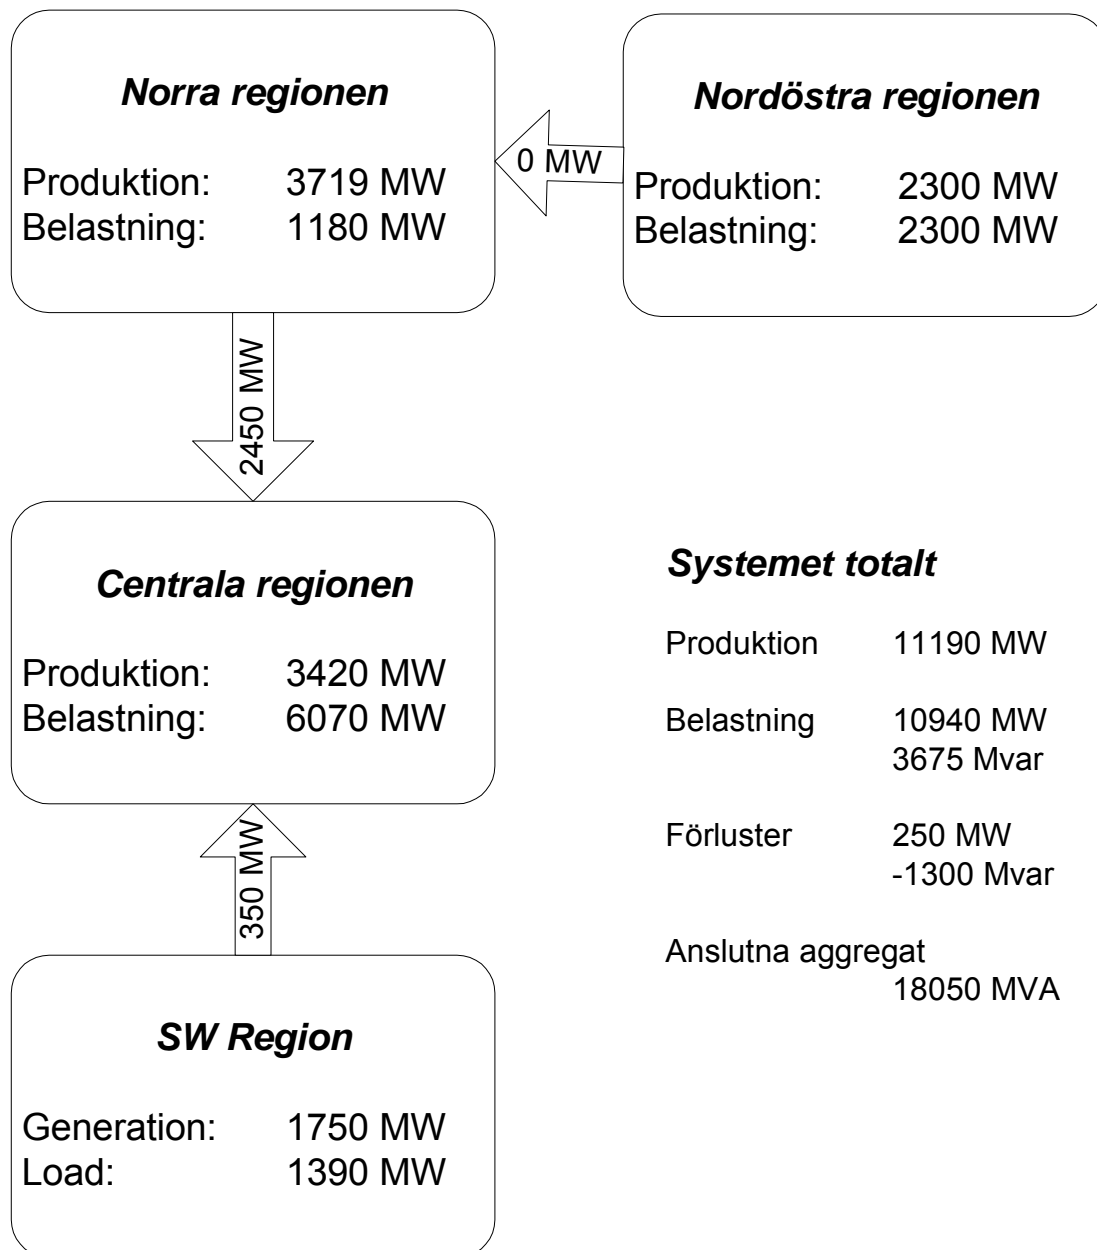 Norra regionen
Produktion: 3719 MW
Belastning: 1180 MW
0 MW
Nordöstra regionen
Produktion: 2300 MW
Belastning: 2300 MW
2450 MW
Centrala regionen
Produktion: 3420 MW
Belastning: 6070 MW
350 MW
SW Region
Generation: 1750 MW
Load: 1390 MW
Systemet totalt
Produktion 11190 MW
Belastning 10940 MW
3675 Mvar
Förluster 250 MW
-1300 Mvar
Anslutna aggregat
18050 MVA